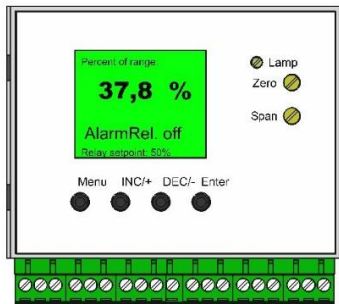 Percent of range:
37,8 %
AlarmRel. off
Relay setpoint: 50%
Lamp
Zero
Span
Menu INC/+ DEC/- Enter